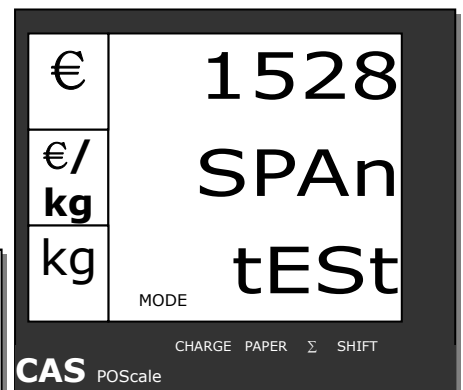 € 1528
€/
kg SPAn
kg tESt
MODE
CHARGE PAPER Σ SHIFT
CAS POScale